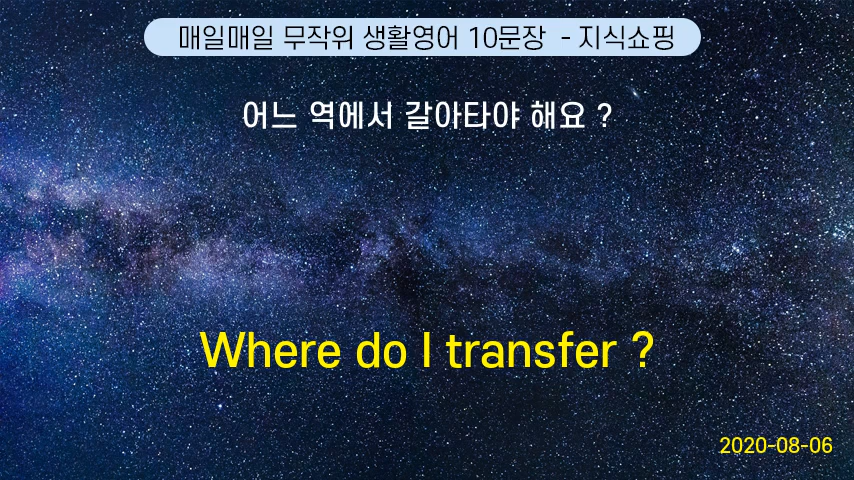 매일매일 무작위 생활영어 10문장 - 지식쇼핑
어느 역에서 갈아타야 해요 ?
Where do I transfer ?
2020-08-06